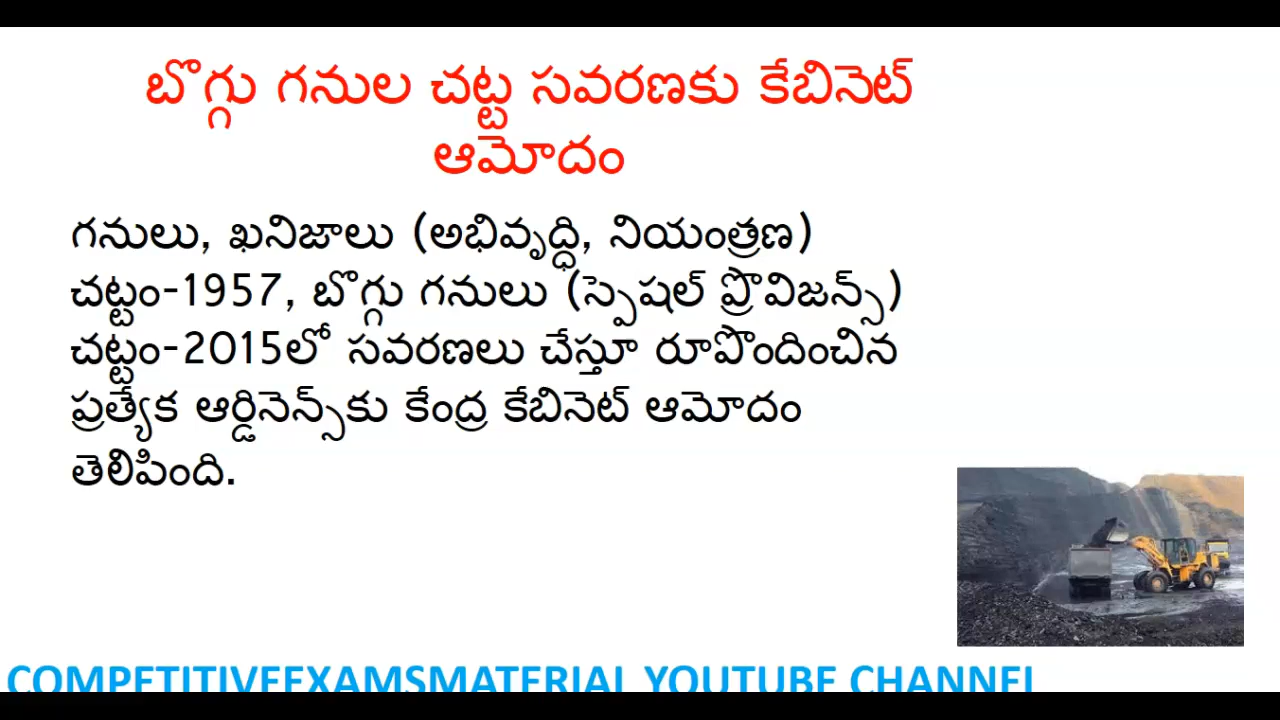 బొగ్గు గనుల చట్ట సవరణకు కేబినెట్
ఆమోదం
గనులు, ఖనిజాలు (అభివృద్ధి, నియంత్రణ)
చట్టం-1957, బొగ్గు గనులు (స్పెషల్ ప్రొవిజన్స్)
చట్టం-2015లో సవరణలు చేస్తూ రూపొందించిన
ప్రత్యేక ఆర్డినెన్స్‌కు కేంద్ర కేబినెట్ ఆమోదం
తెలిపింది.
COMPETITIVEEXAMSMATERIAL YOUTUBE CHANNEL